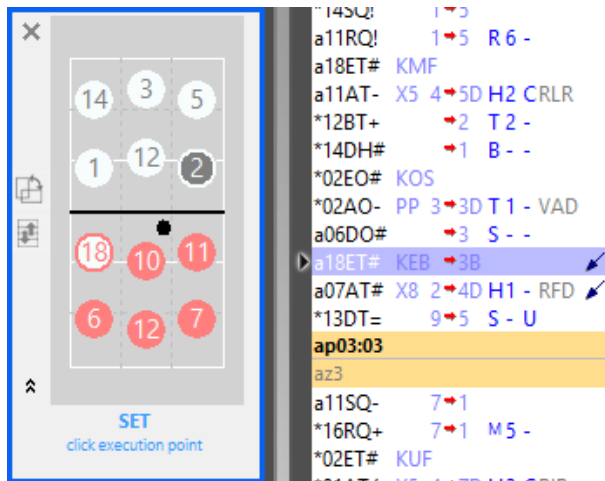 14 3 5
1 12 2
18 10 11
6 12 7
SET
click execution point
*14SQ! 1 5
a11RQ! 1➡5 R 6 -
a18ET# KMF
a11AT- X5 4➡5D H2 CRLR
*12BT+ ➡2 T 2 -
*14DH# ➡1 B - -
*02EO# KOS
*02AO- PP 3➡3D T 1 - VAD
a06DO# ➡3 S - -
a18ET# KEB ➡3B
a07AT# X8 2➡4D H1 - RFD
*13DT= 9➡5 S - U
ap03:03
az3
a11SQ- 7➡1
*16RQ+ 7➡1 M 5 -
*02ET# KUF